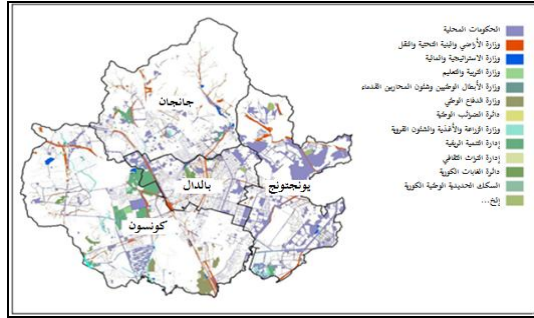 الحكومات المحلية
وزارة الأراضي والبنية التحتية والنقل
وزارة الاستراتيجية والمالية
وزارة التربية والتعليم
وزارة الأبطال الوطنيين وشئون المحاربين القدماء
وزارة الدفاع الوطني
دائرة الضرائب الوطنية
وزارة الزراعة والأغذية والشئون القروية
إدارة التنمية الريفية
إدارة التراث الثقافي
دائرة الغابات الكورية
السكك الحديدية الوطنية الكورية
إلخ...
جانجان
بالدال
يونجتونج
كونسون